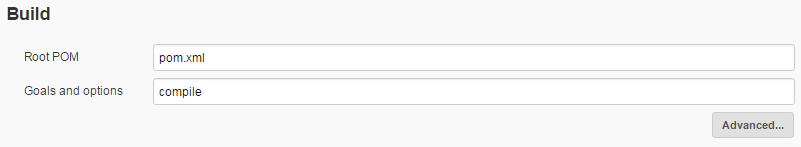 Build
Root POM pom.xml
Goals and options compile
Advanced...